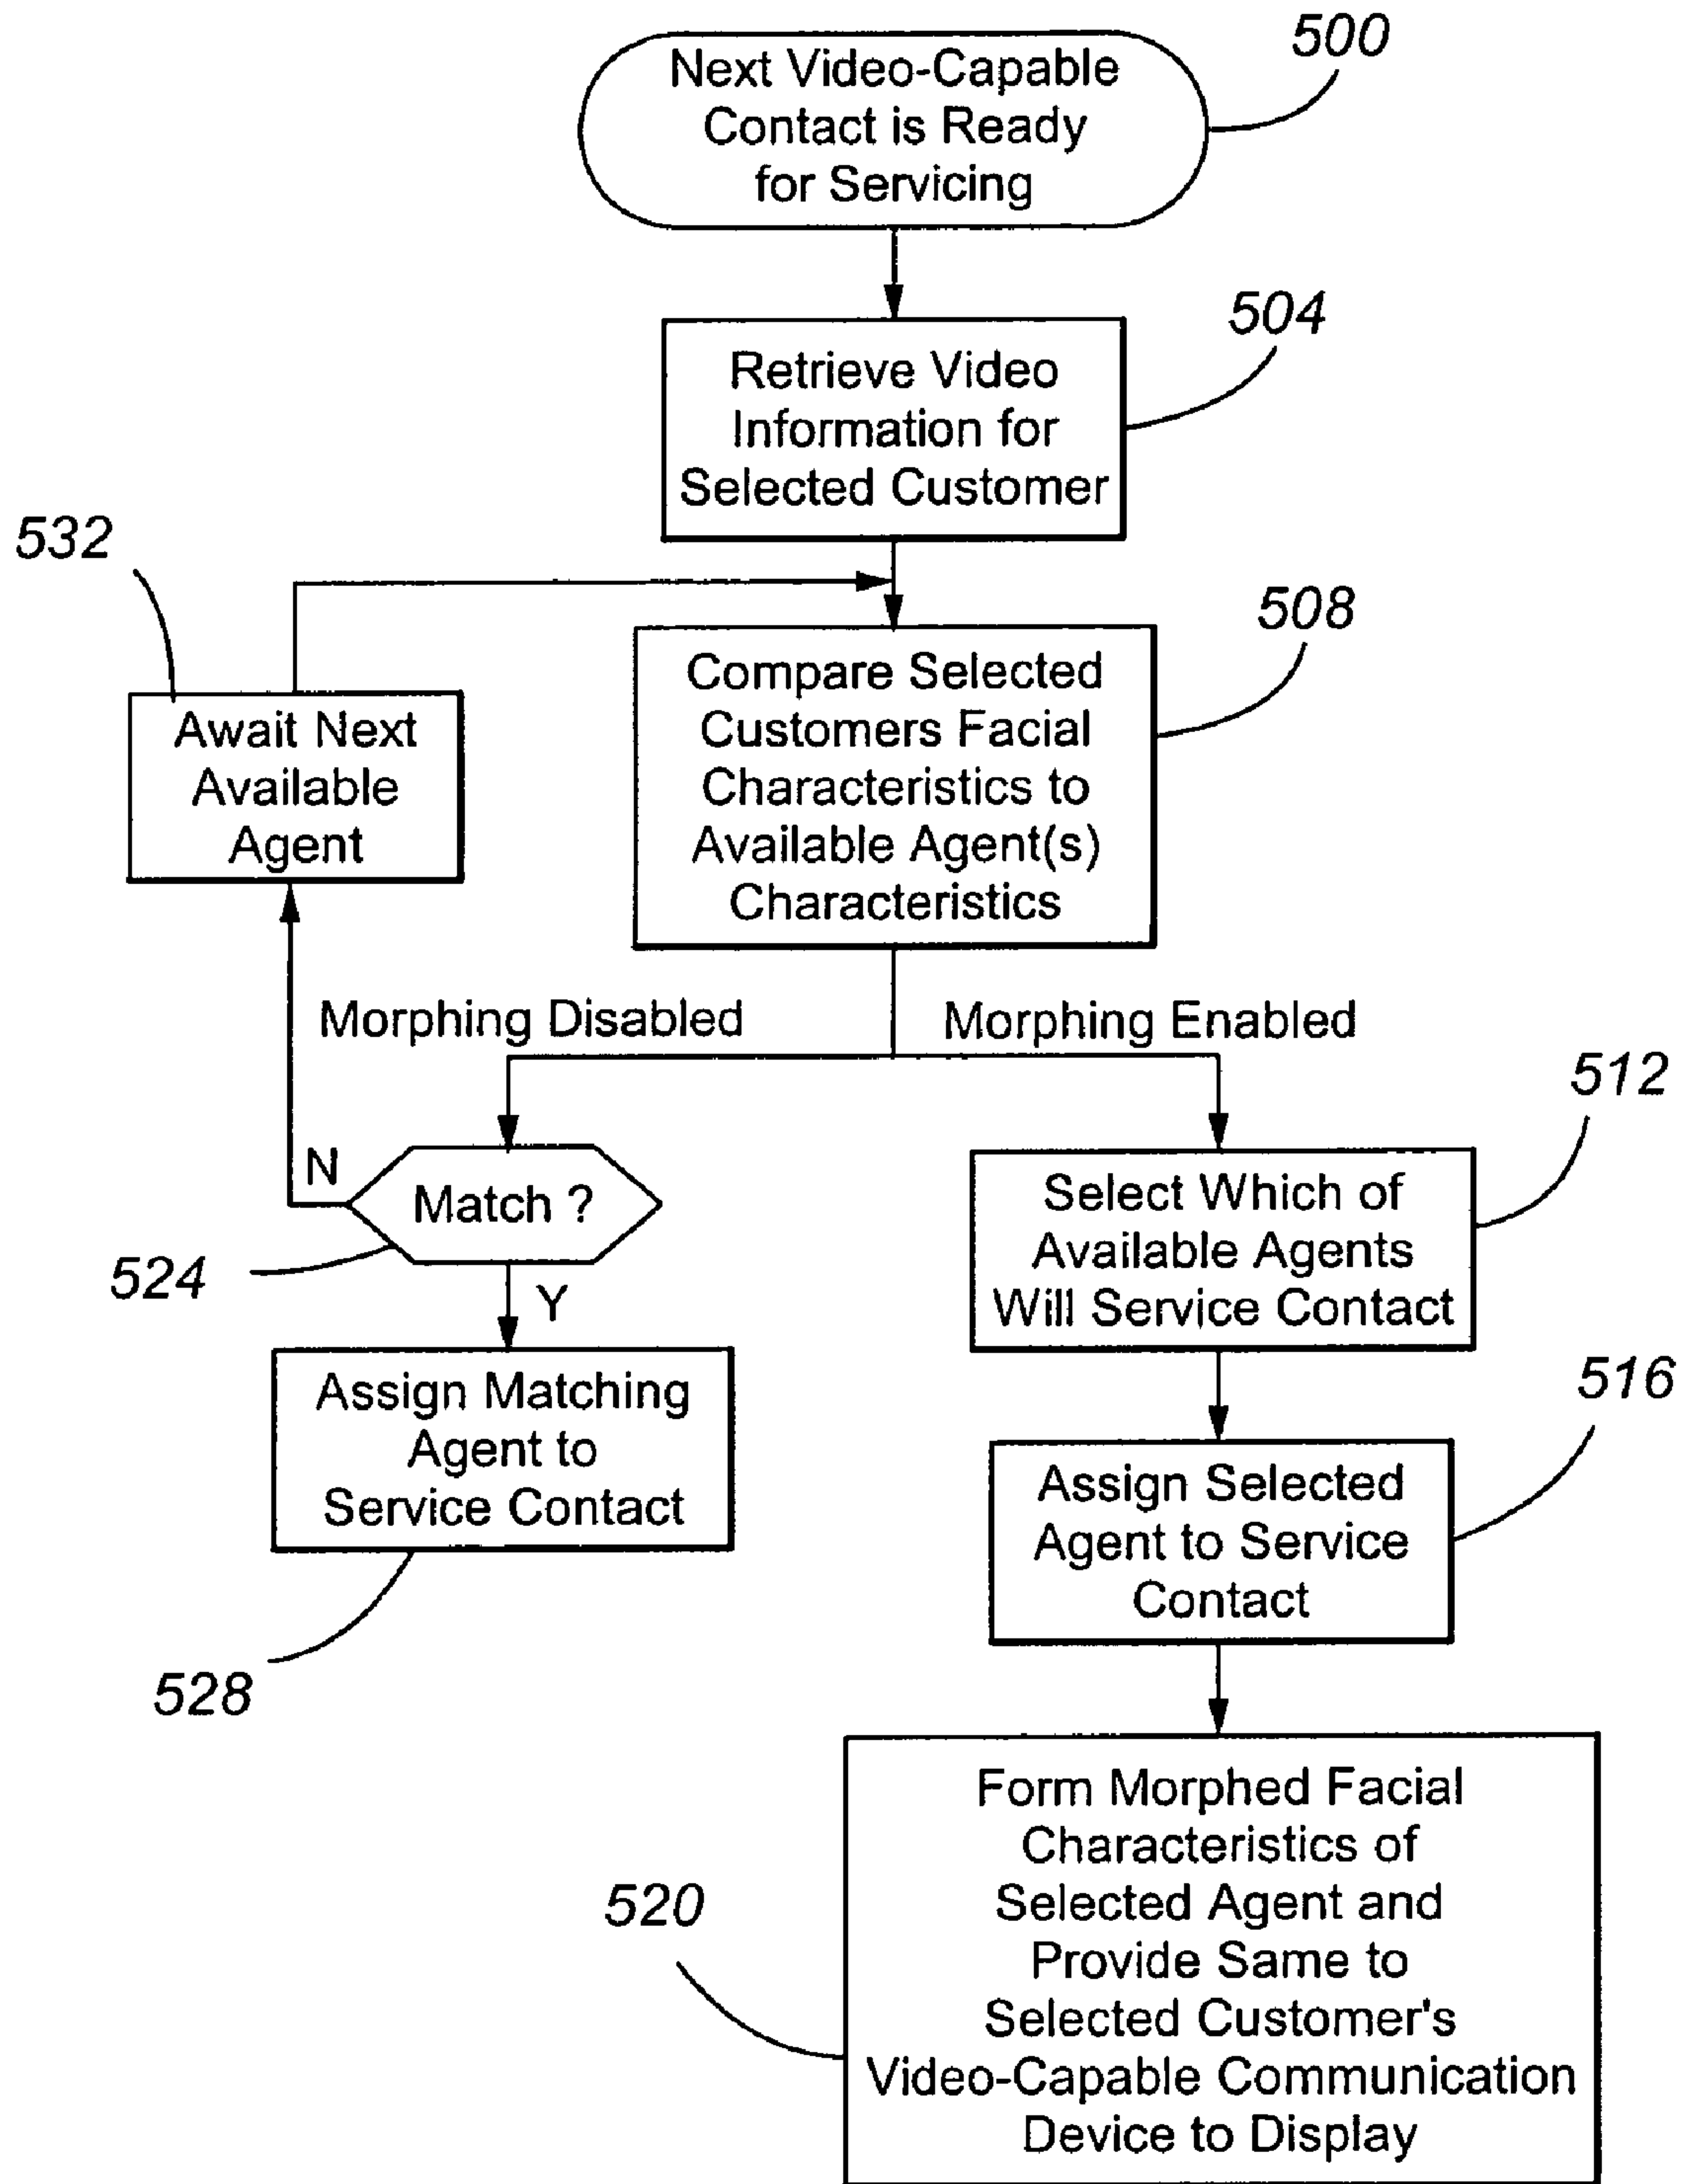 500
Next Video-Capable
Contact is Ready
for Servicing
504
Retrieve Video
Information for
Selected Customer
532
Await Next
Available
Agent
508
Compare Selected
Customers Facial
Characteristics to
Available Agent(s)
Characteristics
Morphing Disabled
Morphing Enabled
N
Match ?
524
Y
Assign Matching
Agent to
Service Contact
528
512
Select Which of
Available Agents
Will Service Contact
516
Assign Selected
Agent to Service
Contact
520
Form Morphed Facial
Characteristics of
Selected Agent and
Provide Same to
Selected Customer's
Video-Capable Communication
Device to Display